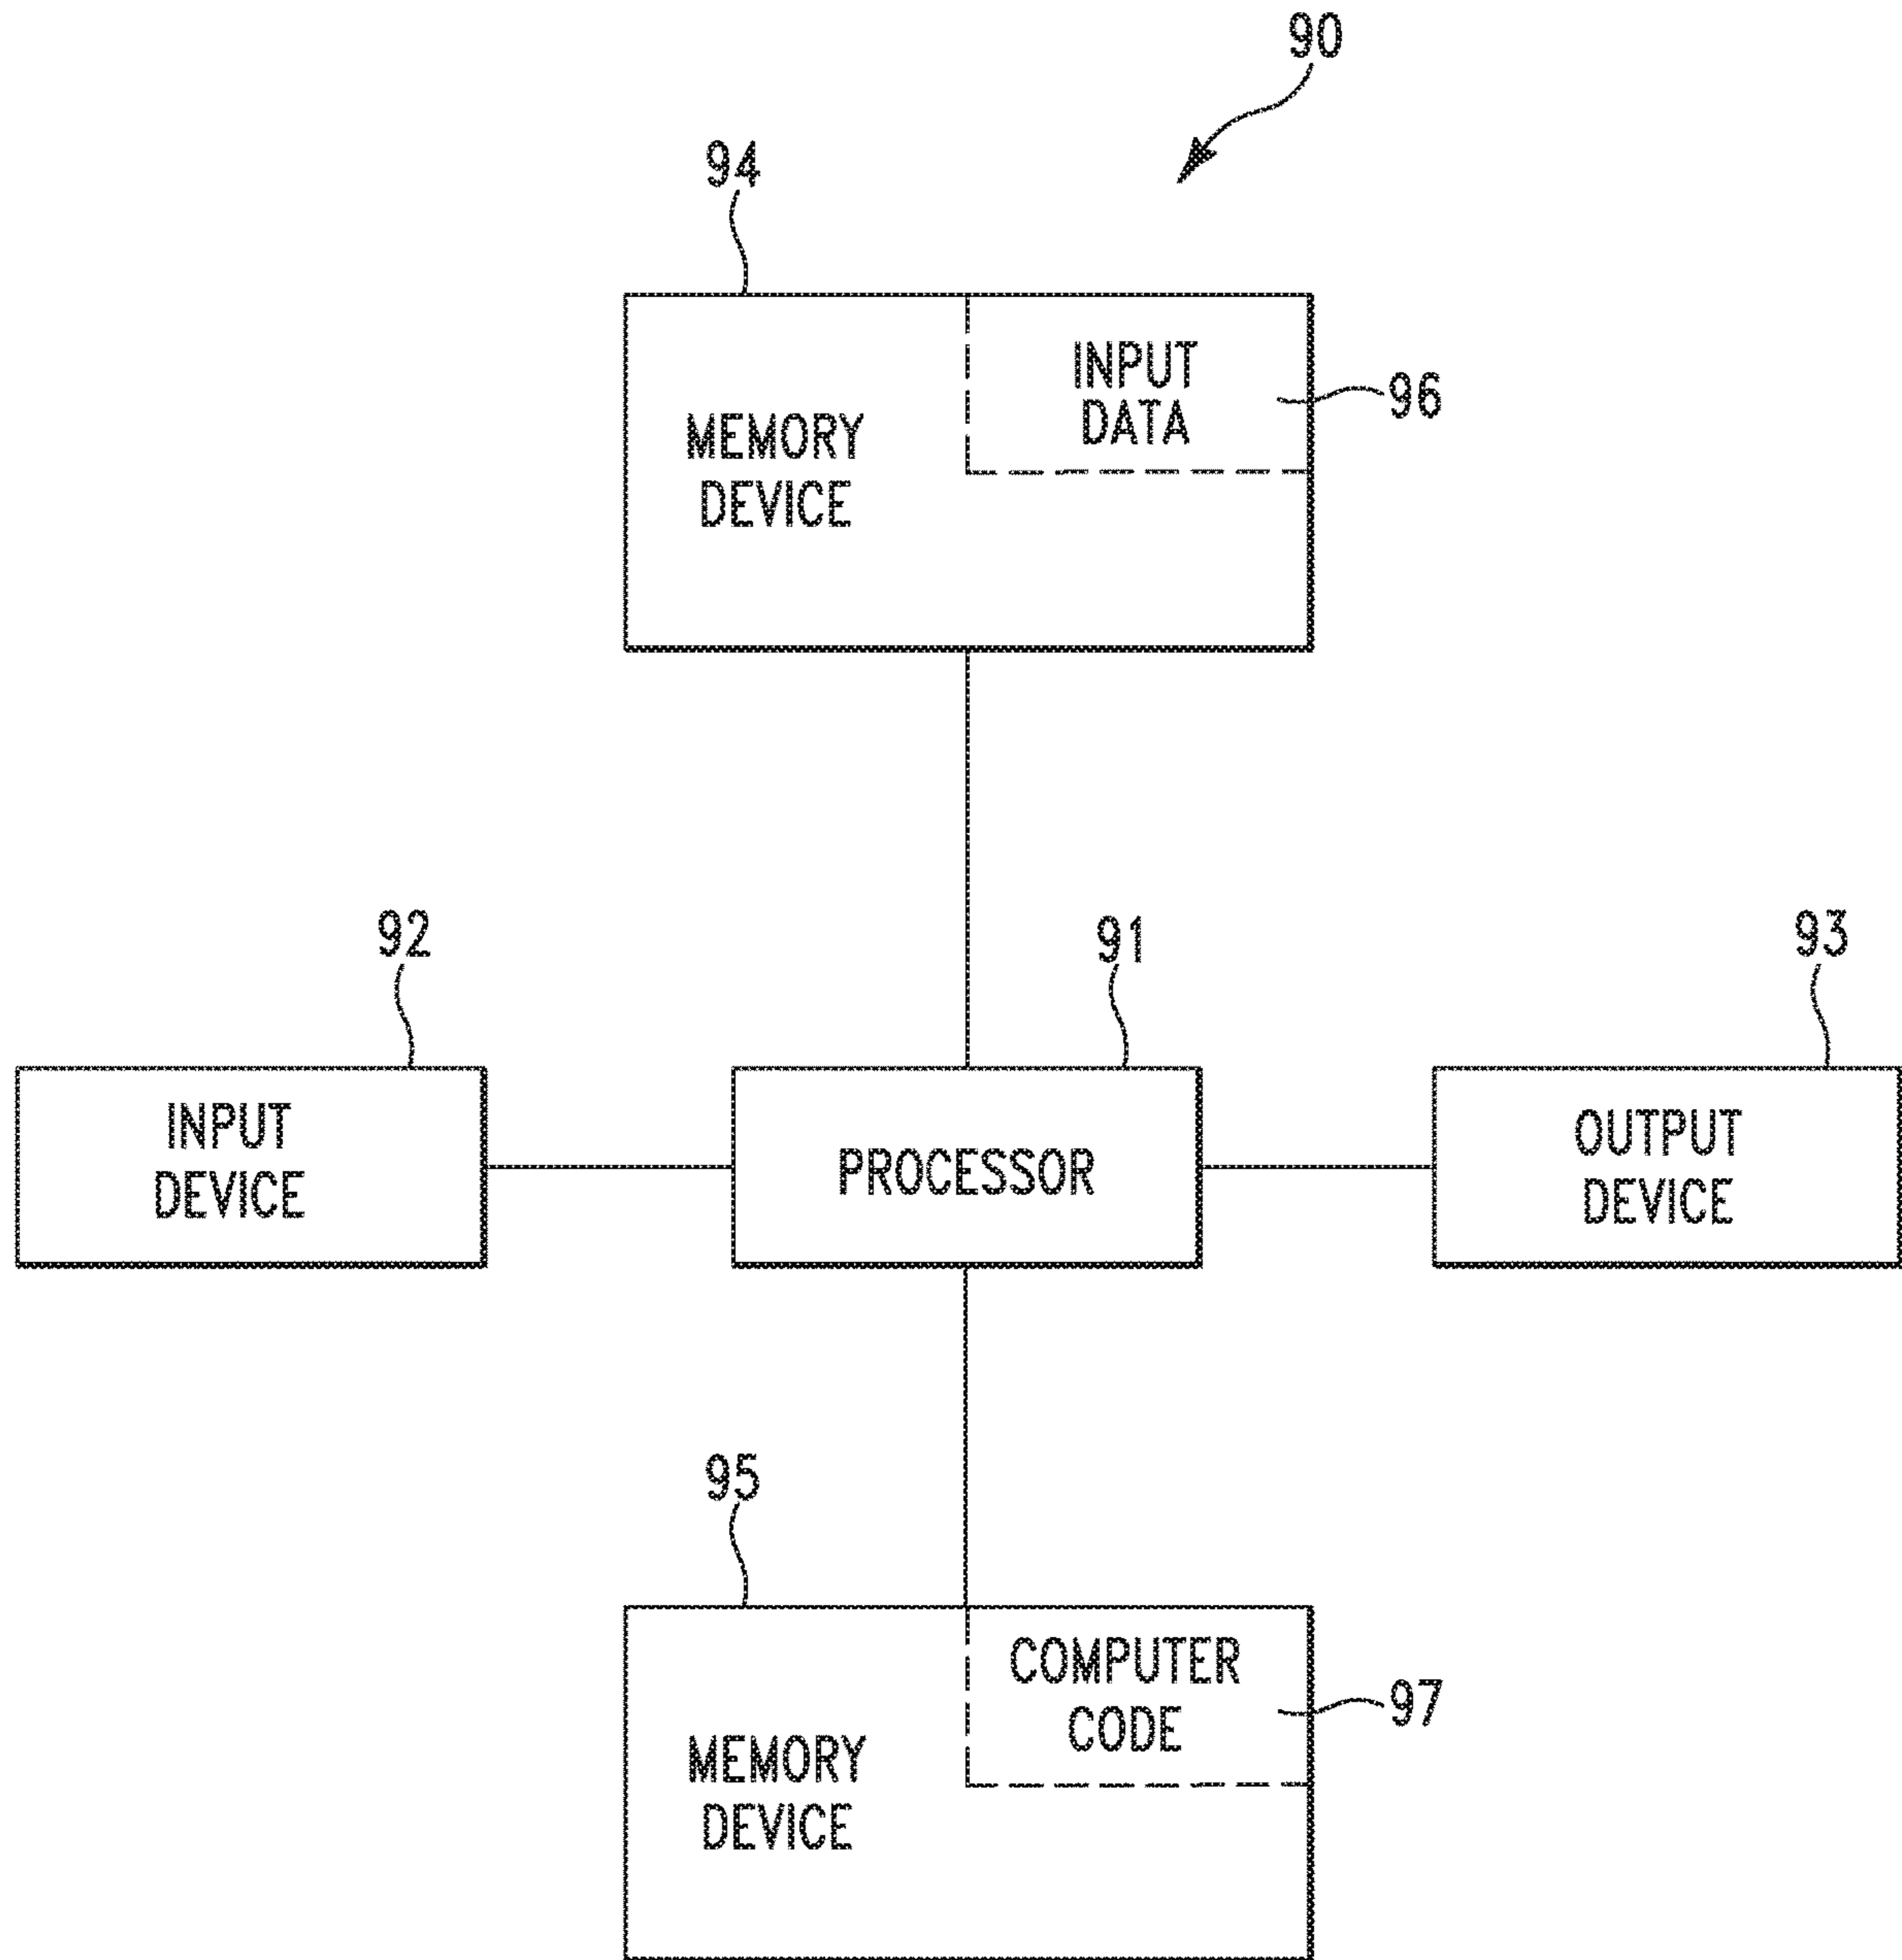 90
94
INPUT
DATA
96
MEMORY
DEVICE
92
91
93
INPUT
DEVICE
PROCESSOR
OUTPUT
DEVICE
95
COMPUTER
CODE
97
MEMORY
DEVICE